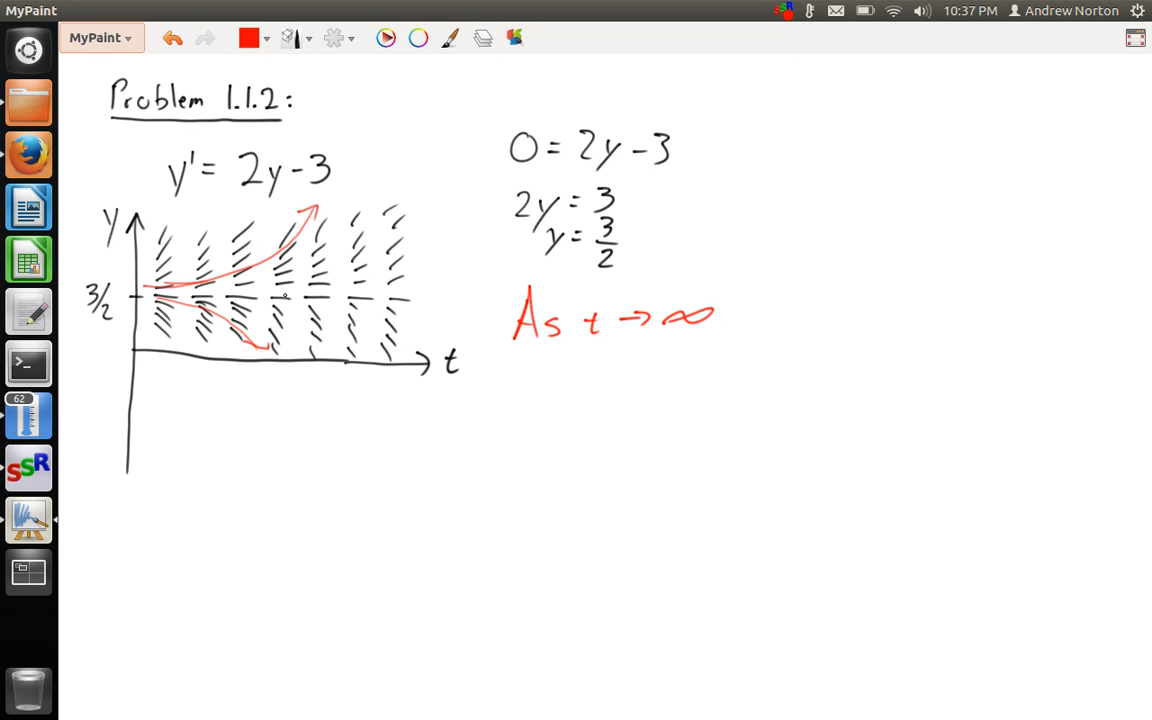 MyPaint
10:37 PM Andrew Norton
MyPaint
Problem 1.1.2:
y' = 2y - 3
y
3/2
t
0 = 2y - 3
2y = 3
y = 3/2
As t → ∞
62
SSR